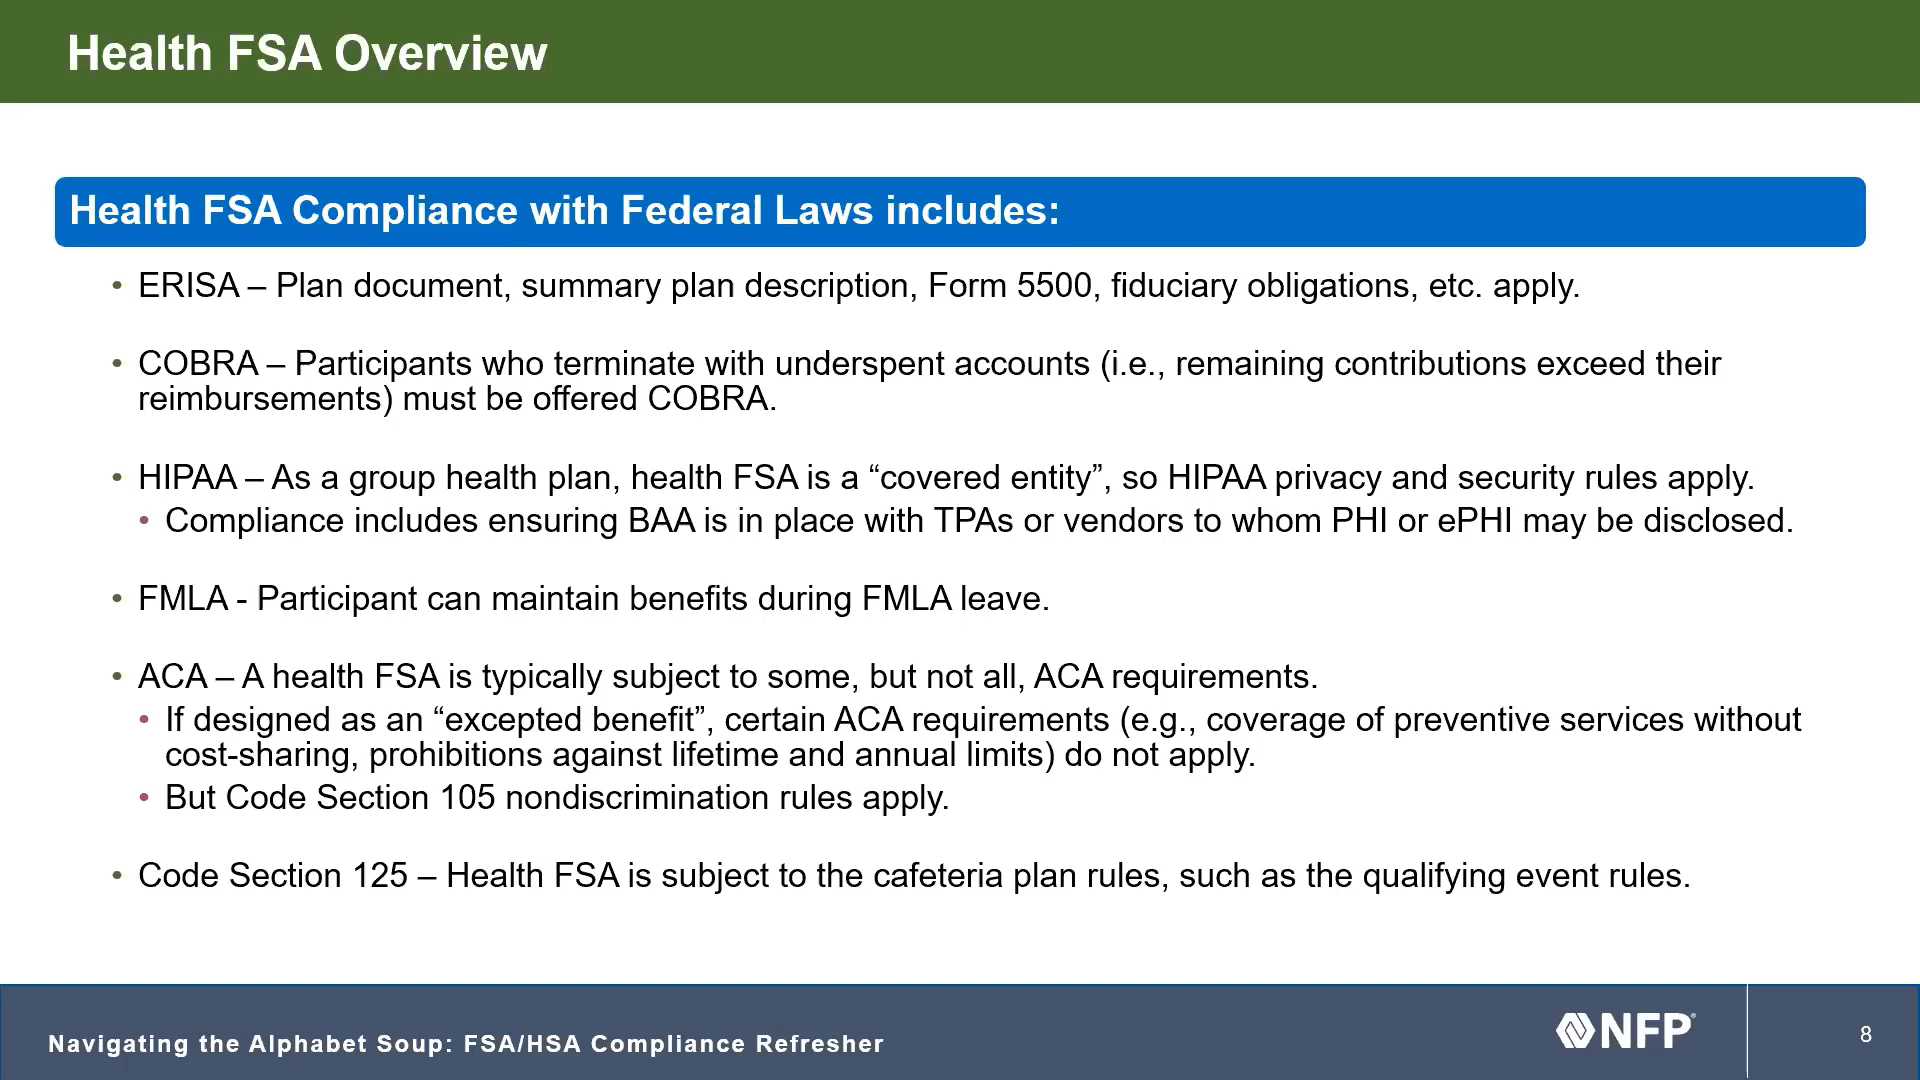 Health FSA Overview
Health FSA Compliance with Federal Laws includes:
• ERISA – Plan document, summary plan description, Form 5500, fiduciary obligations, etc. apply.
• COBRA – Participants who terminate with underspent accounts (i.e., remaining contributions exceed their
reimbursements) must be offered COBRA.
• HIPAA – As a group health plan, health FSA is a “covered entity”, so HIPAA privacy and security rules apply.
• Compliance includes ensuring BAA is in place with TPAs or vendors to whom PHI or ePHI may be disclosed.
• FMLA - Participant can maintain benefits during FMLA leave.
• ACA – A health FSA is typically subject to some, but not all, ACA requirements.
• If designed as an “excepted benefit”, certain ACA requirements (e.g., coverage of preventive services without
cost-sharing, prohibitions against lifetime and annual limits) do not apply.
• But Code Section 105 nondiscrimination rules apply.
• Code Section 125 – Health FSA is subject to the cafeteria plan rules, such as the qualifying event rules.
Navigating the Alphabet Soup: FSA/HSA Compliance Refresher
NFP®
8